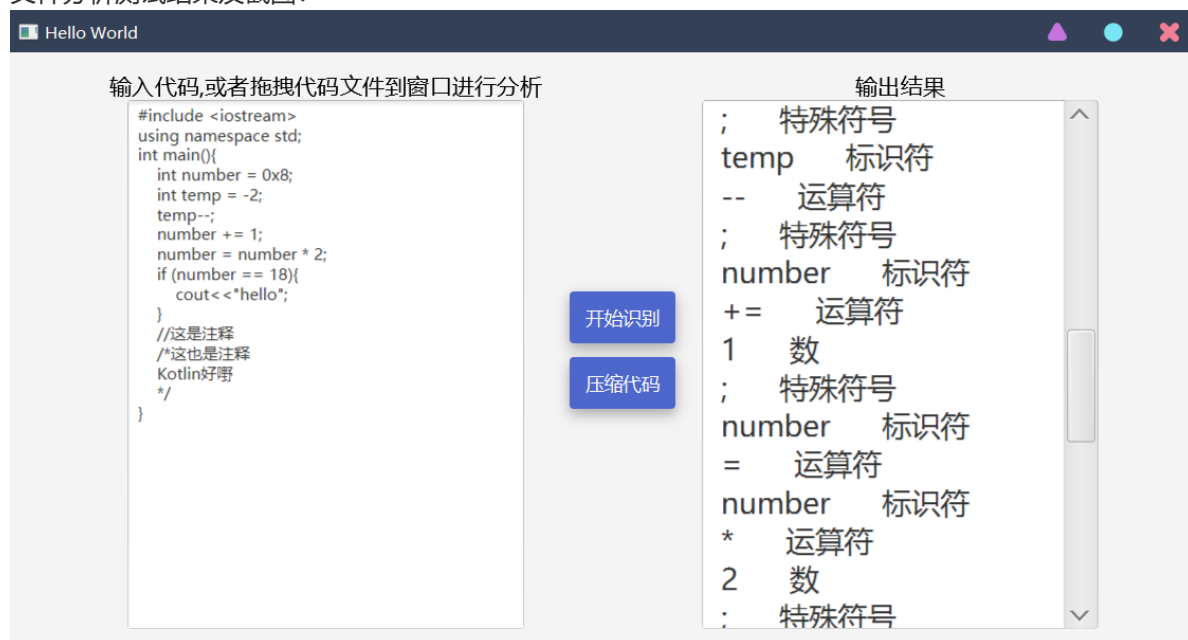 Hello World
输入代码,或者拖拽代码文件到窗口进行分析
#include <iostream>
using namespace std;
int main(){
int number = 0x8;
int temp = -2;
temp--;
number += 1;
number = number * 2;
if (number == 18){
cout<<"hello";
}
//这是注释
/*这也是注释
Kotlin好嘢
*/
}
开始识别
压缩代码
输出结果
; 特殊符号
temp 标识符
-- 运算符
; 特殊符号
number 标识符
+= 运算符
1 数
; 特殊符号
number 标识符
= 运算符
number 标识符
* 运算符
2 数
; 特殊符号